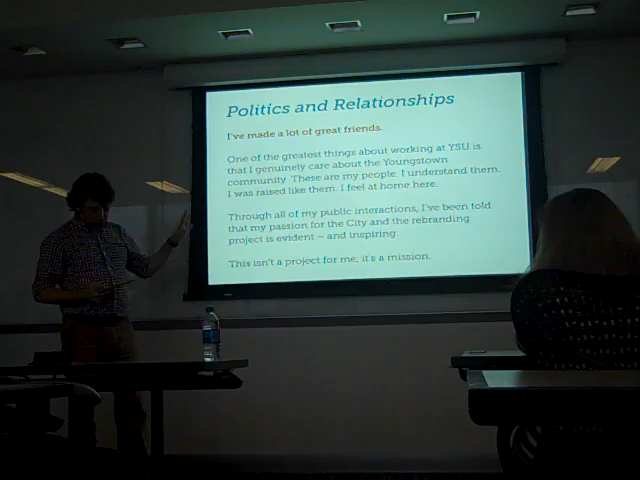 Politics and Relationships
I've made a lot of great friends.
One of the greatest things about working at YSU is
that I genuinely care about the Youngstown
community. These are my people. I understand them.
I was raised like them. I feel at home here.
Through all of my public interactions, I've been told
that my passion for the City and the rebranding
project is evident – and inspiring.
This isn't a project for me, it's a mission.